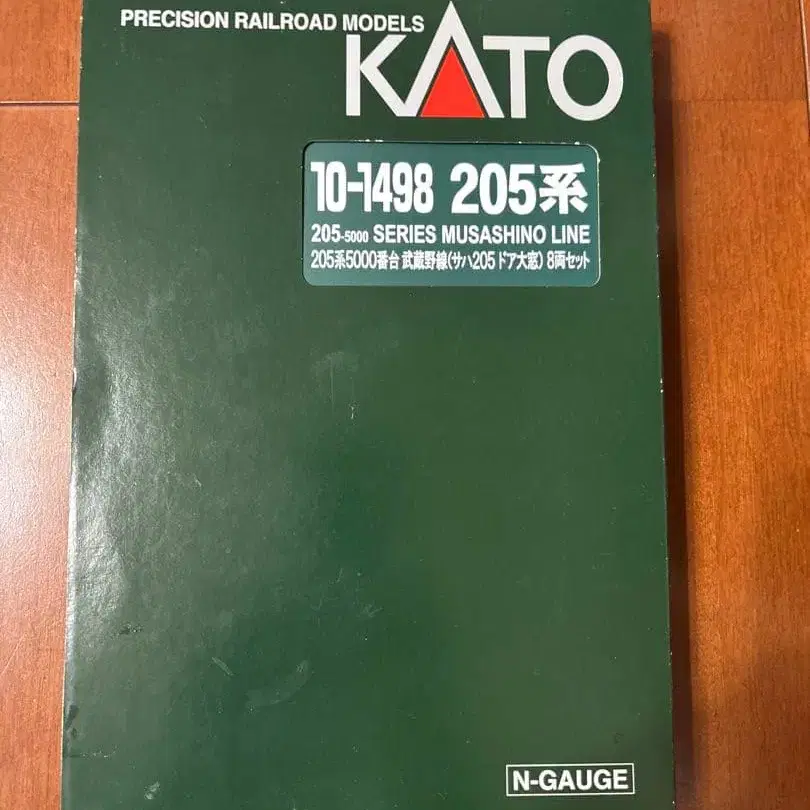 PRECISION RAILROAD MODELS
KATO
10-1498 205系
205-5000 SERIES MUSASHINO LINE
205系5000番台 武蔵野線(サハ205 ドア大窓) 8両セット
N-GAUGE